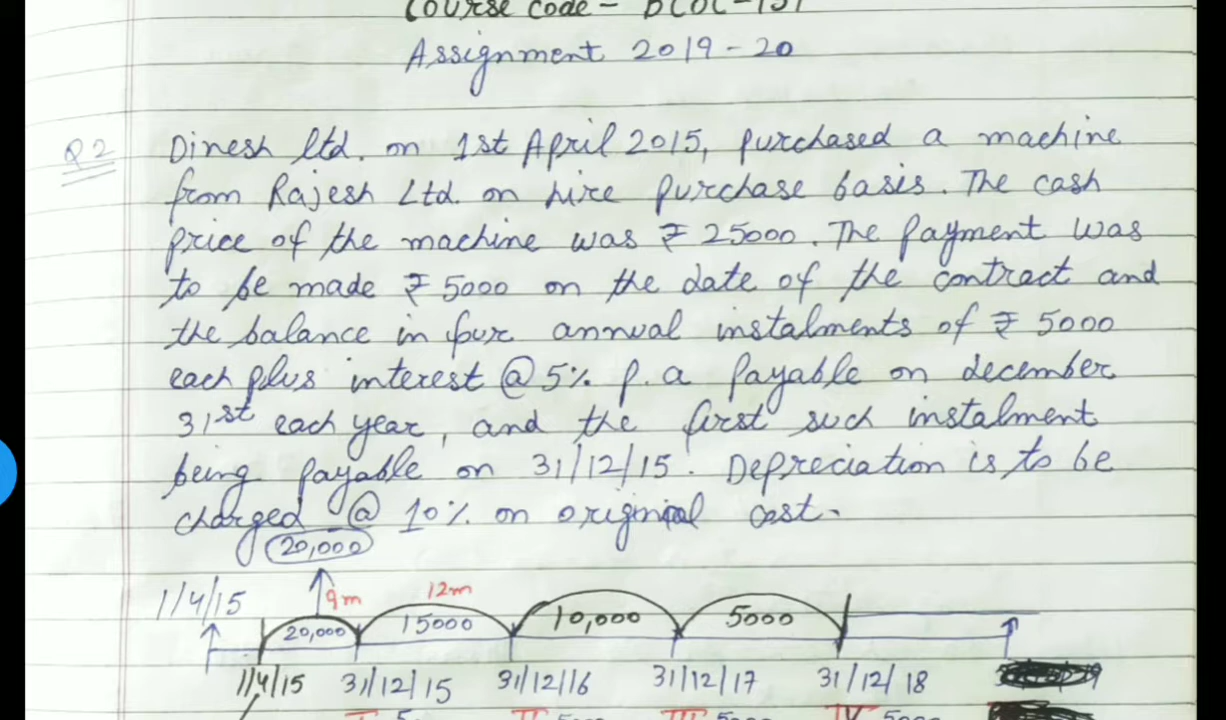 Course Code - BCOC-131
Assignment 2019-20
Q2 Dinesh ltd. on 1st April 2015, purchased a machine
from Rajesh Ltd. on hire purchase basis. The cash
price of the machine was ₹ 25000. The payment was
to be made ₹ 5000 on the date of the contract and
the balance in four annual instalments of ₹ 5000
each plus interest @ 5% p.a payable on december
31st each year, and the first such instalment
being payable on 31/12/15. Depreciation is to be
charged @ 10% on original cost.
20,000
1/4/15 9m 12m
20,000 15000 10,000 5000
1/4/15 31/12/15 31/12/16 31/12/17 31/12/18